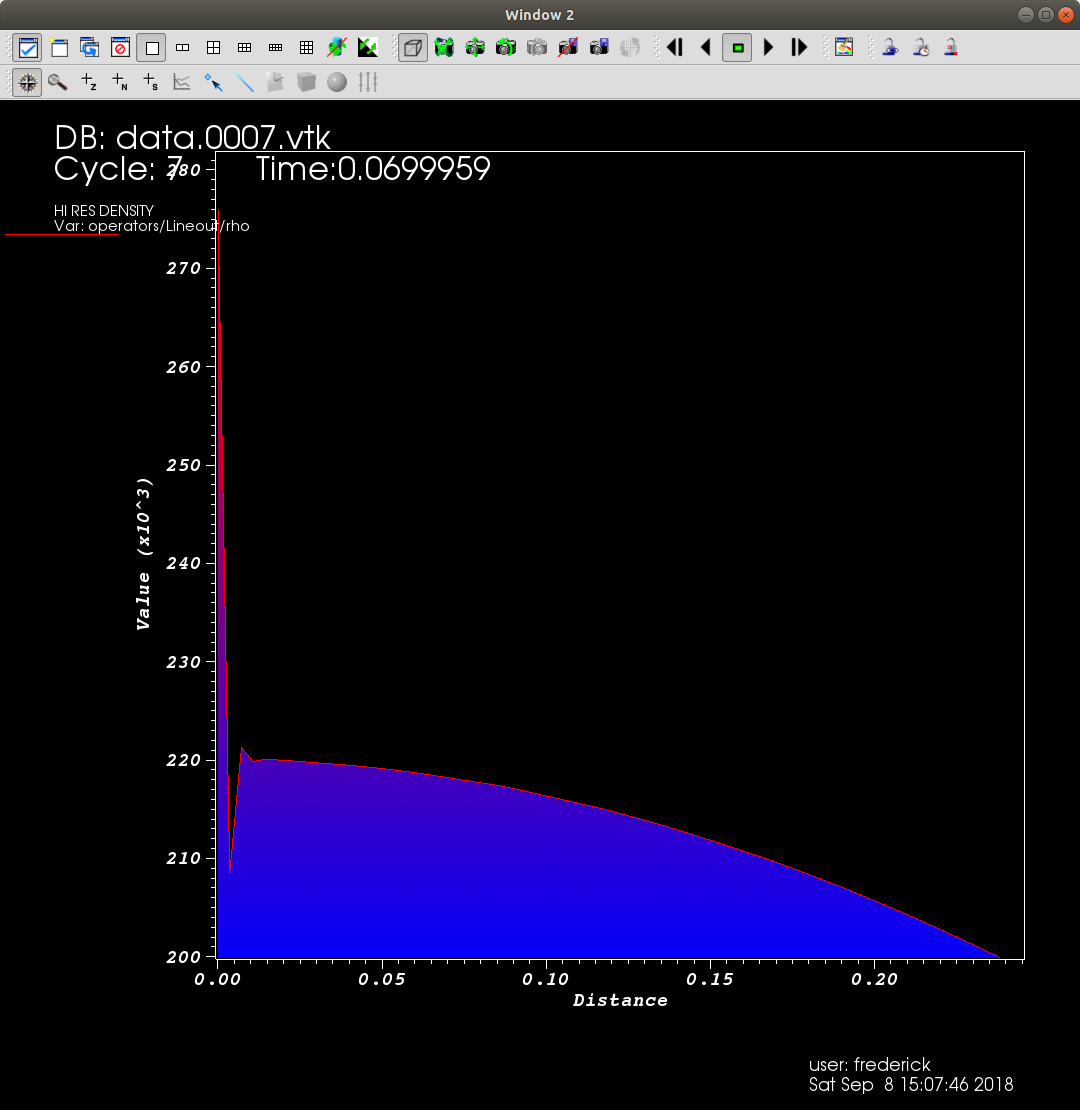 Window 2
Z
N
S
DB: data.0007.vtk
Cycle: 7 Time:0.0699959
HI RES DENSITY
Var: operators/Lineout/rho
280
270
260
250
240
230
220
210
200
Value (x10^3)
0.00 0.05 0.10 0.15 0.20
Distance
user: frederick
Sat Sep 8 15:07:46 2018